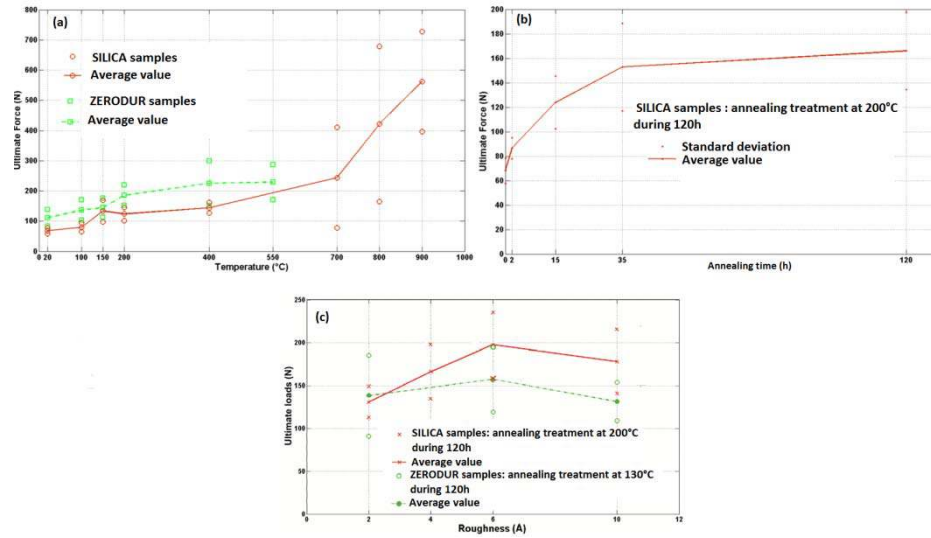 (a)
800
700
600
500
400
300
200
100
0
Ultimate Force (N)
SILICA samples
Average value
ZERODUR samples
Average value
0 20 100 150 200 400 550 700 800 900 1000
Temperature (°C)
(b)
200
180
160
140
120
100
80
60
40
20
0
Ultimate Force (N)
SILICA samples : annealing treatment at 200°C
during 120h
Standard deviation
Average value
0 2 15 35 120
Annealing time (h)
(c)
250
200
150
100
50
0
Ultimate loads (N)
SILICA samples: annealing treatment at 200°C
during 120h
Average value
ZERODUR samples: annealing treatment at 130°C
during 120h
Average value
0 2 4 6 10 12
Roughness (Å)